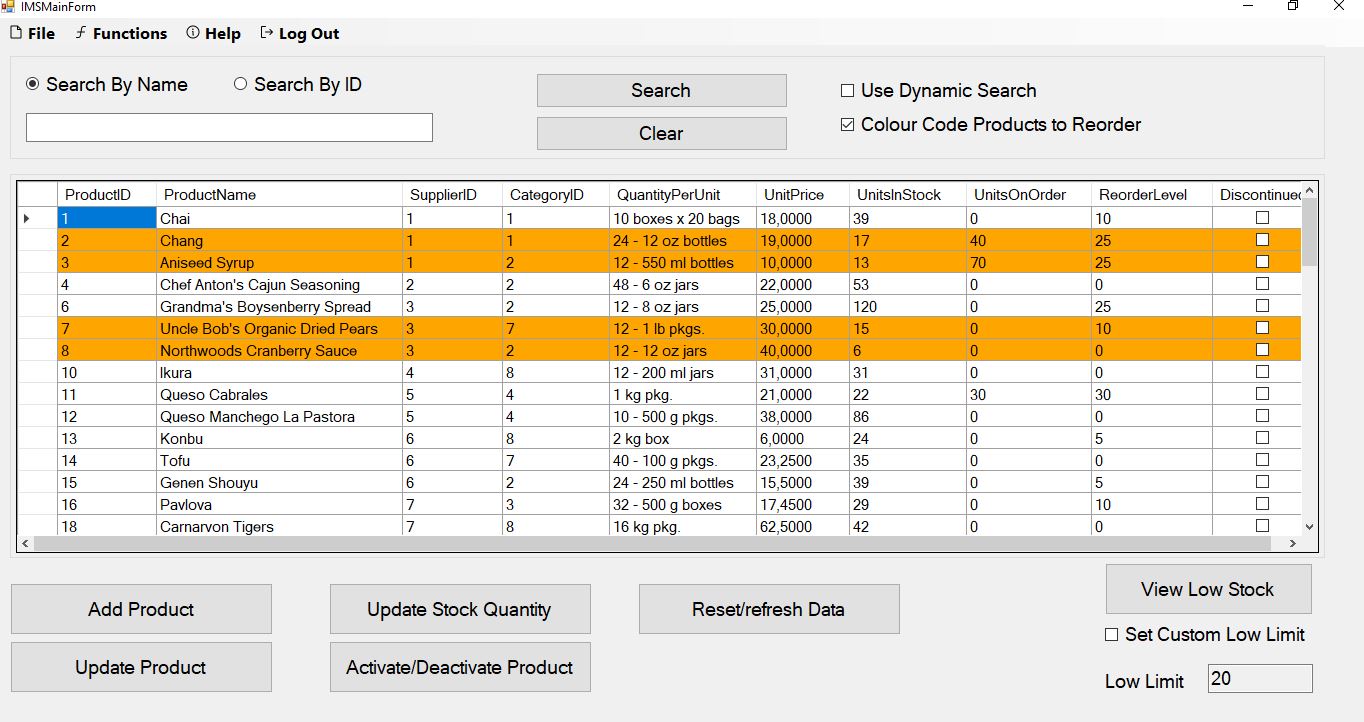 IMSMainForm
File Functions Help Log Out
Search By Name Search By ID Search Use Dynamic Search
Clear Colour Code Products to Reorder
ProductID ProductName SupplierID CategoryID QuantityPerUnit UnitPrice UnitsInStock UnitsOnOrder ReorderLevel Discontinued
1 Chai 1 1 10 boxes x 20 bags 18,0000 39 0 10
2 Chang 1 1 24 - 12 oz bottles 19,0000 17 40 25
3 Aniseed Syrup 1 2 12 - 550 ml bottles 10,0000 13 70 25
4 Chef Anton's Cajun Seasoning 2 2 48 - 6 oz jars 22,0000 53 0 0
6 Grandma's Boysenberry Spread 3 2 12 - 8 oz jars 25,0000 120 0 25
7 Uncle Bob's Organic Dried Pears 3 7 12 - 1 lb pkgs. 30,0000 15 0 10
8 Northwoods Cranberry Sauce 3 2 12 - 12 oz jars 40,0000 6 0 0
10 Ikura 4 8 12 - 200 ml jars 31,0000 31 0 0
11 Queso Cabrales 5 4 1 kg pkg. 21,0000 22 30 30
12 Queso Manchego La Pastora 5 4 10 - 500 g pkgs. 38,0000 86 0 0
13 Konbu 6 8 2 kg box 6,0000 24 0 5
14 Tofu 6 7 40 - 100 g pkgs. 23,2500 35 0 0
15 Genen Shouyu 6 2 24 - 250 ml bottles 15,5000 39 0 5
16 Pavlova 7 3 32 - 500 g boxes 17,4500 29 0 10
18 Carnarvon Tigers 7 8 16 kg pkg. 62,5000 42 0 0
Add Product Update Stock Quantity Reset/refresh Data View Low Stock
Set Custom Low Limit
Update Product Activate/Deactivate Product
Low Limit 20